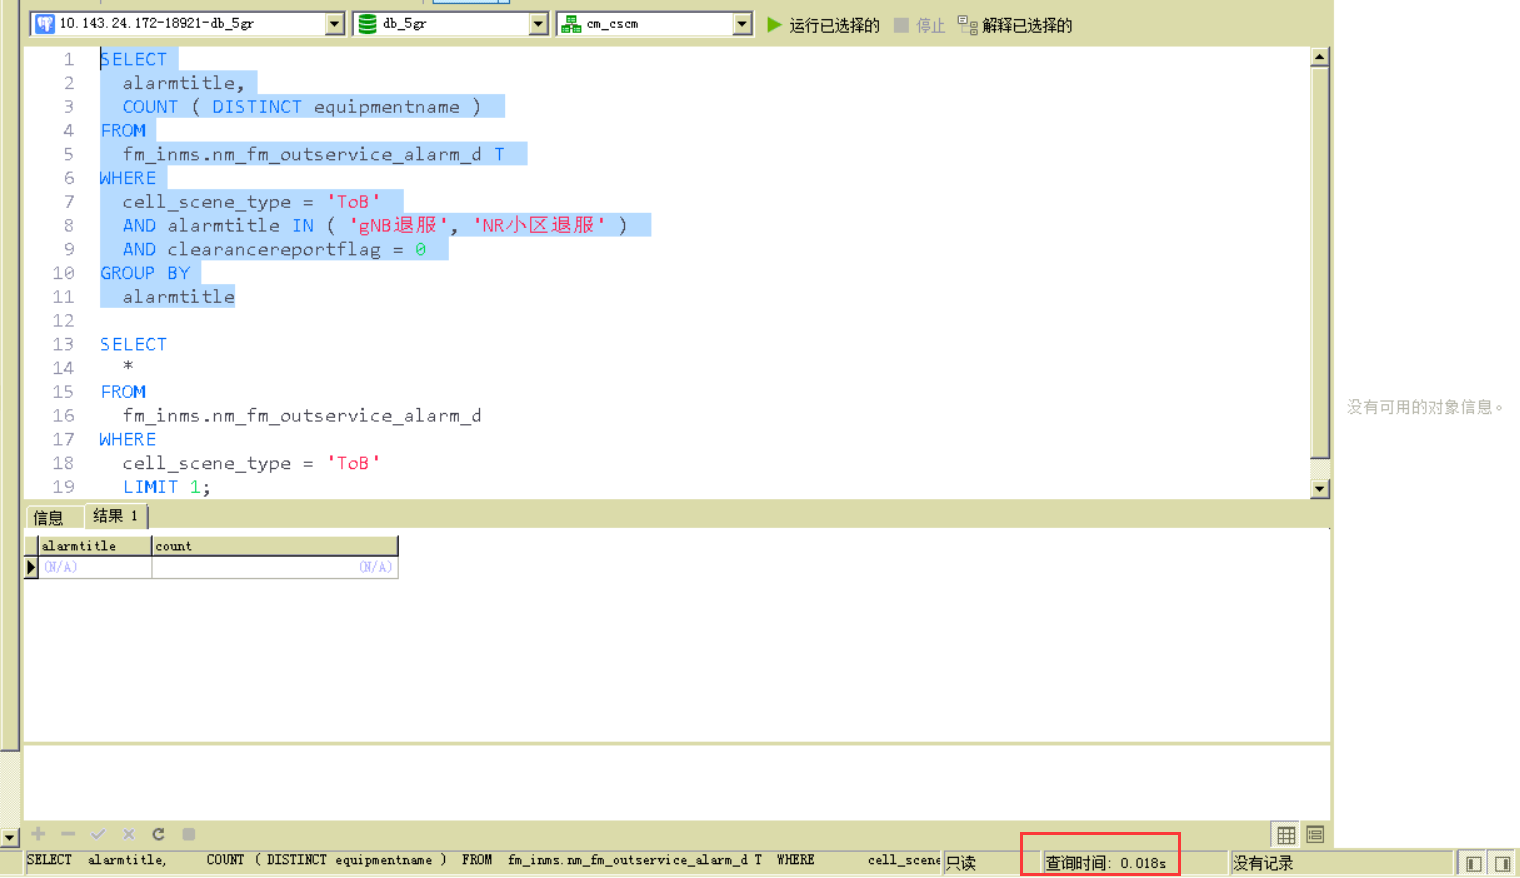 10.143.24.172-18921-db_5gr db_5gr cm_cscm 运行已选择的 停止 解释已选择的
1 SELECT
2 alarmtitle,
3 COUNT ( DISTINCT equipmentname )
4 FROM
5 fm_inms.nm_fm_outservice_alarm_d T
6 WHERE
7 cell_scene_type = 'ToB'
8 AND alarmtitle IN ( 'gNB退服', 'NR小区退服' )
9 AND clearancereportflag = 0
10 GROUP BY
11 alarmtitle
12
13 SELECT
14 *
15 FROM
16 fm_inms.nm_fm_outservice_alarm_d
17 WHERE
18 cell_scene_type = 'ToB'
19 LIMIT 1;
没有可用的对象信息。
信息 结果 1
alarmtitle count
(N/A) (N/A)
SELECT alarmtitle, COUNT ( DISTINCT equipmentname ) FROM fm_inms.nm_fm_outservice_alarm_d T WHERE cell_scene 只读 查询时间: 0.018s 没有记录